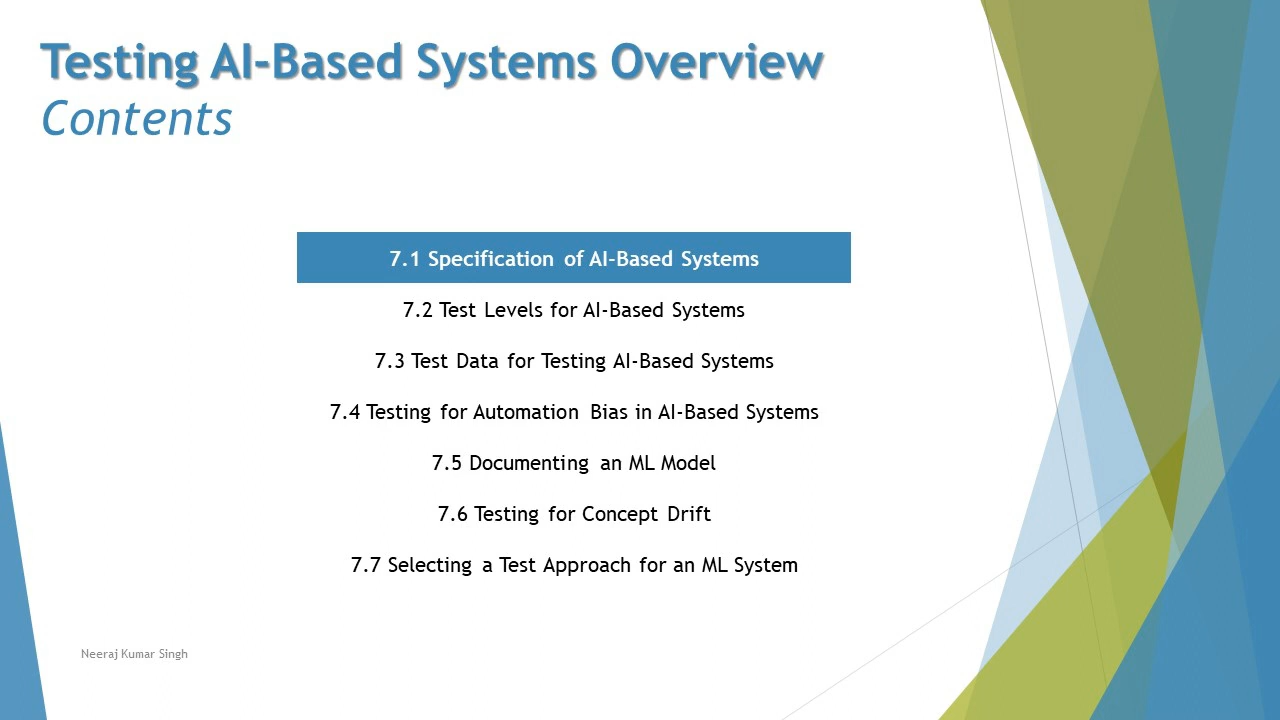 Testing AI-Based Systems Overview
Contents
7.1 Specification of AI-Based Systems
7.2 Test Levels for AI-Based Systems
7.3 Test Data for Testing AI-Based Systems
7.4 Testing for Automation Bias in AI-Based Systems
7.5 Documenting an ML Model
7.6 Testing for Concept Drift
7.7 Selecting a Test Approach for an ML System
Neeraj Kumar Singh